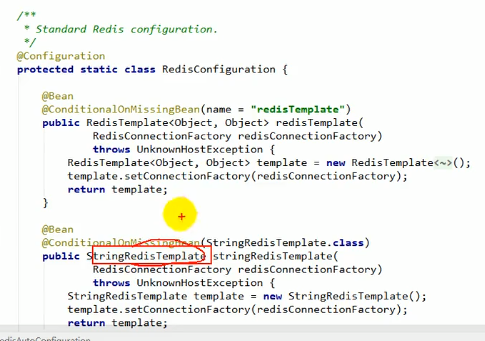 /**
 * Standard Redis configuration.
 */
@Configuration
protected static class RedisConfiguration {
@Bean
@ConditionalOnMissingBean(name = "redisTemplate")
public RedisTemplate<Object, Object> redisTemplate(
RedisConnectionFactory redisConnectionFactory)
throws UnknownHostException {
RedisTemplate<Object, Object> template = new RedisTemplate<~>();
template.setConnectionFactory(redisConnectionFactory);
return template;
}
@Bean
@ConditionalOnMissingBean(StringRedisTemplate.class)
public StringRedisTemplate stringRedisTemplate(
RedisConnectionFactory redisConnectionFactory)
throws UnknownHostException {
StringRedisTemplate template = new StringRedisTemplate();
template.setConnectionFactory(redisConnectionFactory);
return template;